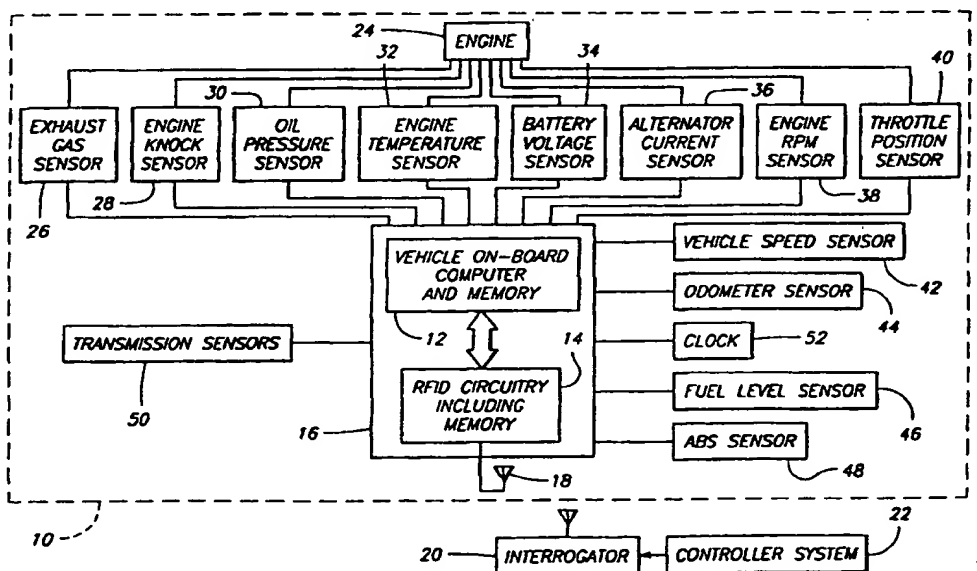 24
ENGINE
32
34
40
30
36
EXHAUST
GAS
SENSOR
ENGINE
KNOCK
SENSOR
OIL
PRESSURE
SENSOR
ENGINE
TEMPERATURE
SENSOR
BATTERY
VOLTAGE
SENSOR
ALTERNATOR
CURRENT
SENSOR
ENGINE
RPM
SENSOR
THROTTLE
POSITION
SENSOR
26
28
38
VEHICLE ON-BOARD
COMPUTER
AND MEMORY
VEHICLE SPEED SENSOR
42
ODOMETER SENSOR
44
12
14
CLOCK
52
TRANSMISSION SENSORS
50
RFID CIRCUITRY
INCLUDING
MEMORY
16
FUEL LEVEL SENSOR
46
ABS SENSOR
48
18
10
20
INTERROGATOR
CONTROLLER SYSTEM
22